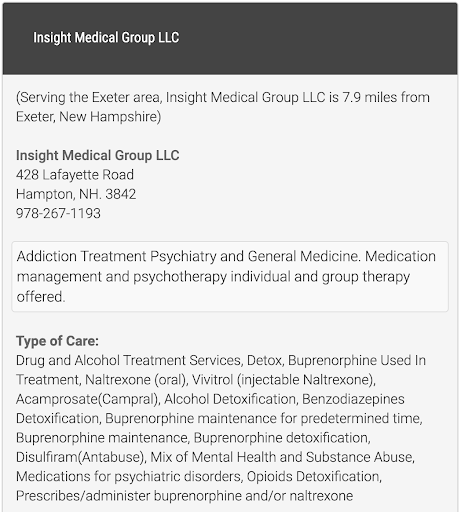 Insight Medical Group LLC
(Serving the Exeter area, Insight Medical Group LLC is 7.9 miles from
Exeter, New Hampshire)
Insight Medical Group LLC
428 Lafayette Road
Hampton, NH. 3842
978-267-1193
Addiction Treatment Psychiatry and General Medicine. Medication
management and psychotherapy individual and group therapy
offered.
Type of Care:
Drug and Alcohol Treatment Services, Detox, Buprenorphine Used In
Treatment, Naltrexone (oral), Vivitrol (injectable Naltrexone),
Acamprosate(Campral), Alcohol Detoxification, Benzodiazepines
Detoxification, Buprenorphine maintenance for predetermined time,
Buprenorphine maintenance, Buprenorphine detoxification,
Disulfiram(Antabuse), Mix of Mental Health and Substance Abuse,
Medications for psychiatric disorders, Opioids Detoxification,
Prescribes/administer buprenorphine and/or naltrexone